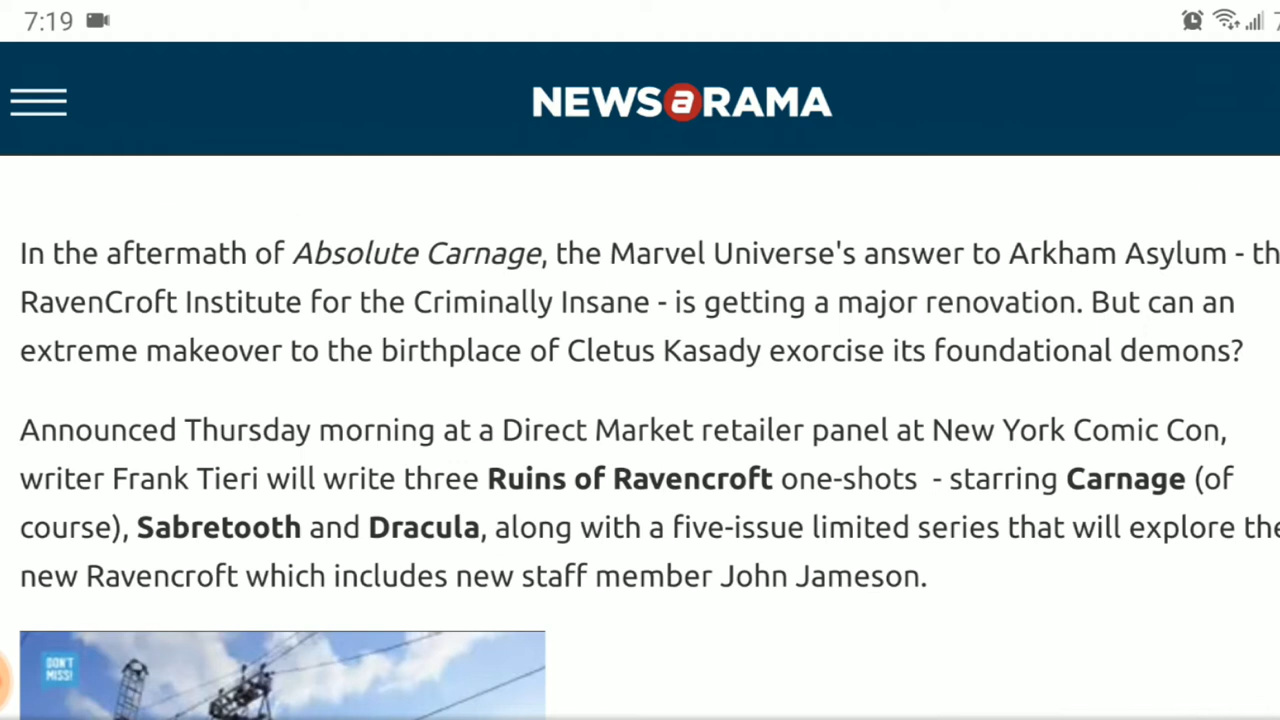 7:19
NEWSaRAMA
In the aftermath of Absolute Carnage, the Marvel Universe's answer to Arkham Asylum - th
RavenCroft Institute for the Criminally Insane - is getting a major renovation. But can an
extreme makeover to the birthplace of Cletus Kasady exorcise its foundational demons?
Announced Thursday morning at a Direct Market retailer panel at New York Comic Con,
writer Frank Tieri will write three Ruins of Ravencroft one-shots - starring Carnage (of
course), Sabretooth and Dracula, along with a five-issue limited series that will explore the
new Ravencroft which includes new staff member John Jameson.
DON'T
MISS!